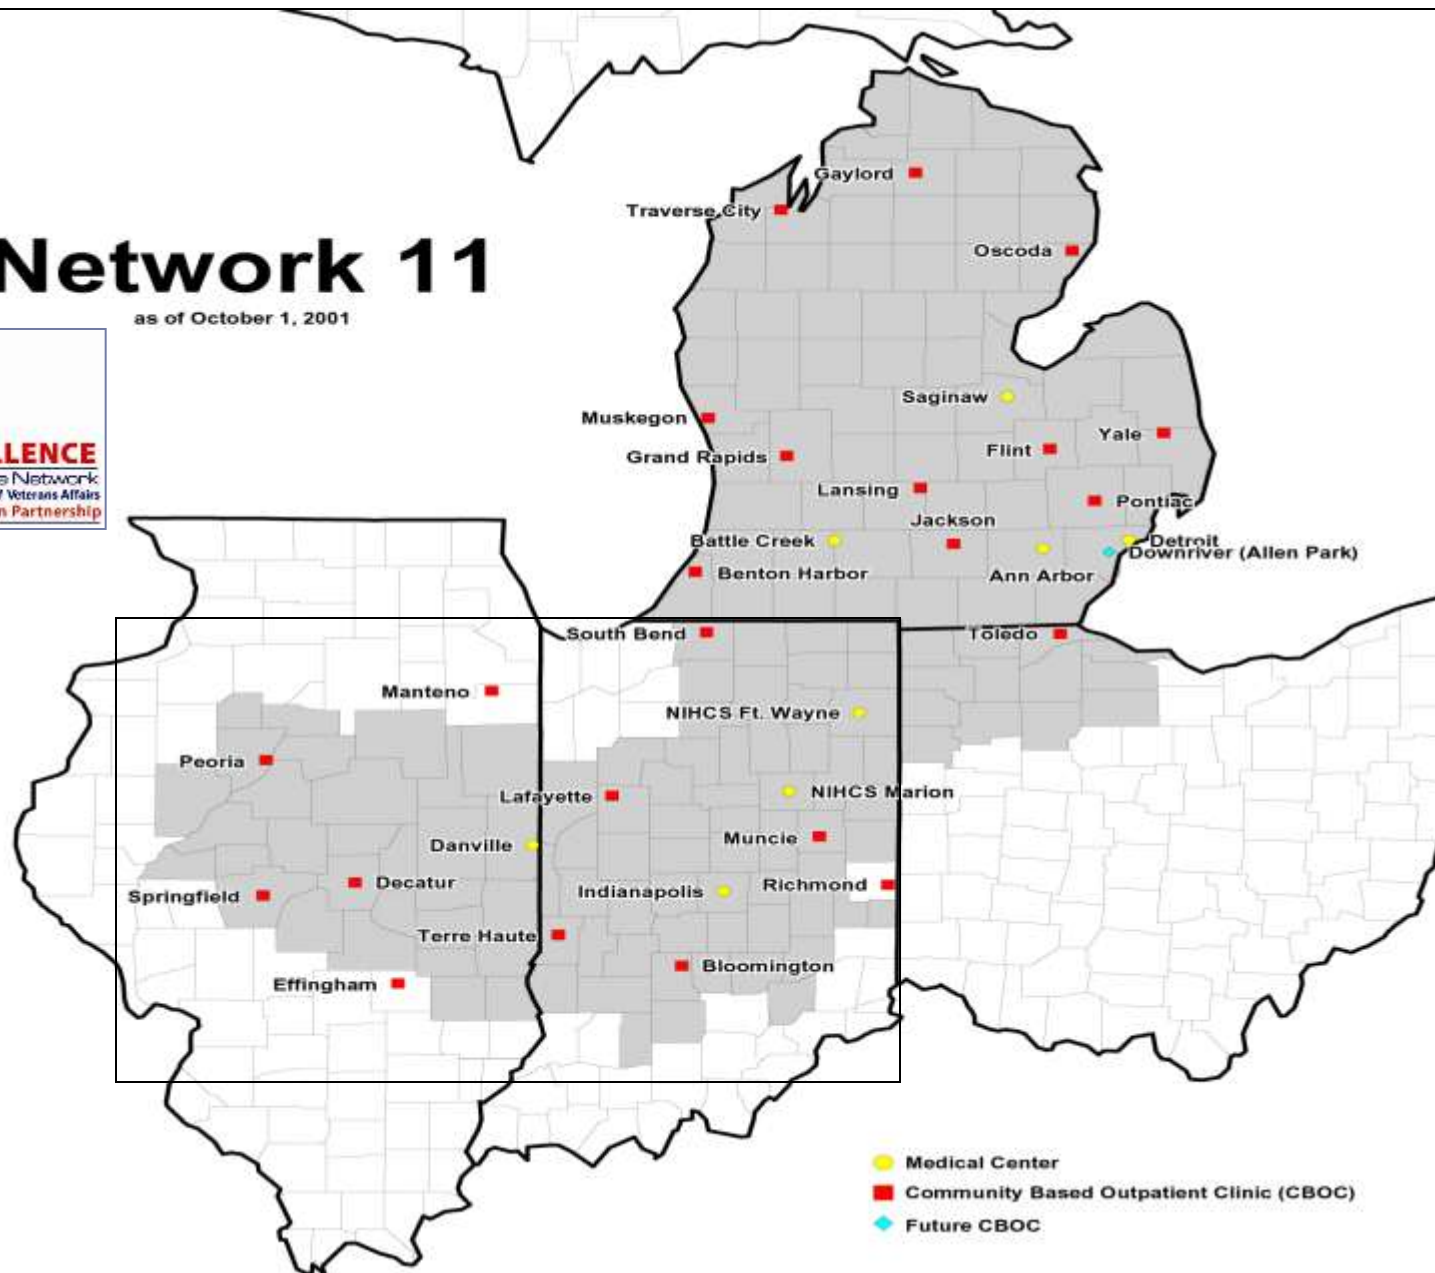 Gaylord
Traverse City
Network 11
Oscoda
as of October 1, 2001
Saginaw
Muskegon
Yale
Flint
LLENCE
Grand Rapids
Network
Veterans Affairs
n Partnership
Lansing
Pontiac
Jackson
Battle Creek
Detroit
Downriver (Allen Park)
Benton Harbor
Ann Arbor
South Bend
Toledo
Manteno
NIHCS Ft. Wayne
Peoria
Lafayette
NIHCS Marion
Muncie
Danville
Decatur
Richmond
Springfield
Indianapolis
Terre Haute
Bloomington
Effingham
Medical Center
Community Based Outpatient Clinic (CBOC)
Future CBOC